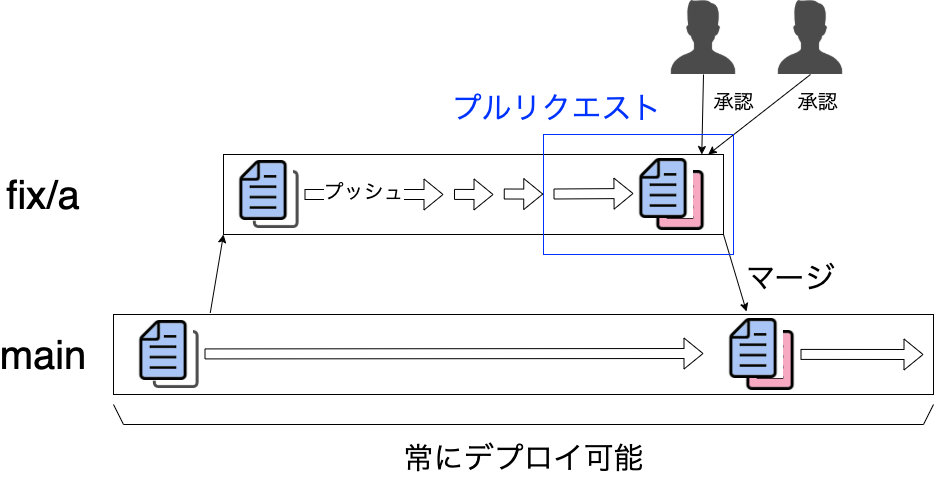 承認
承認
プルリクエスト
fix/a
プッシュ
マージ
main
常にデプロイ可能